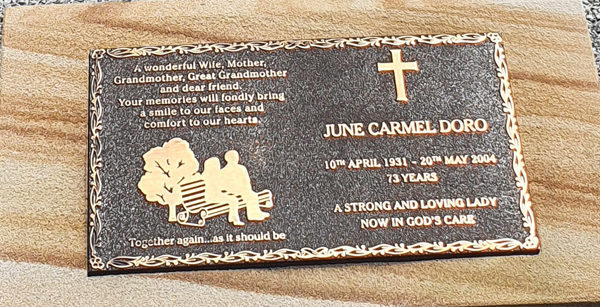 A wonderful Wife, Mother,
Grandmother, Great Grandmother
and dear friend.
Your memories will fondly bring
a smile to our faces and
comfort to our hearts.
Together again...as it should be
JUNE CARMEL DORO
10TH APRIL 1931 - 20TH MAY 2004
73 YEARS
A STRONG AND LOVING LADY
NOW IN GOD'S CARE